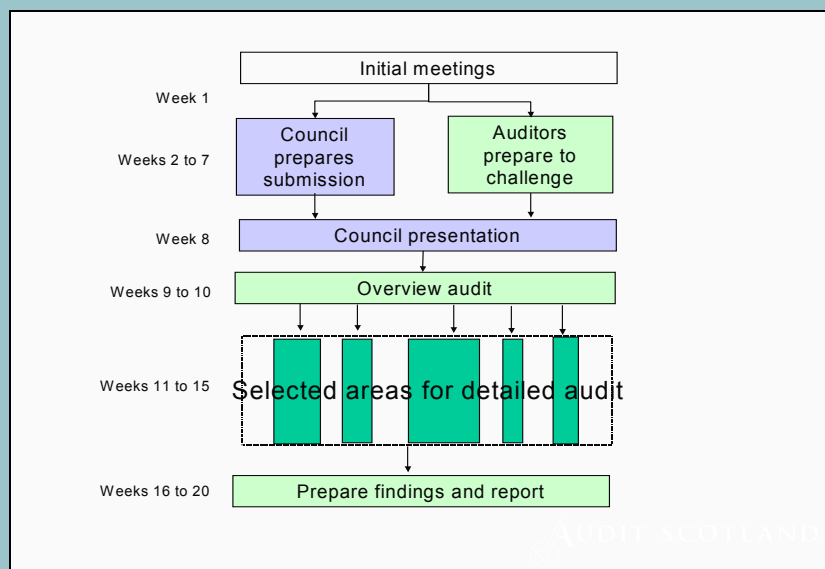 Initial meetings
Week 1
Council
prepares
submission
Auditors
prepare to
challenge
Weeks 2 to 7
Council presentation
Week 8
Overview audit
Weeks 9 to 10
Selected areas for detailed audit
Weeks 11 to 15
Prepare findings and report
Weeks 16 to 20
AUDIT SCOTLAND